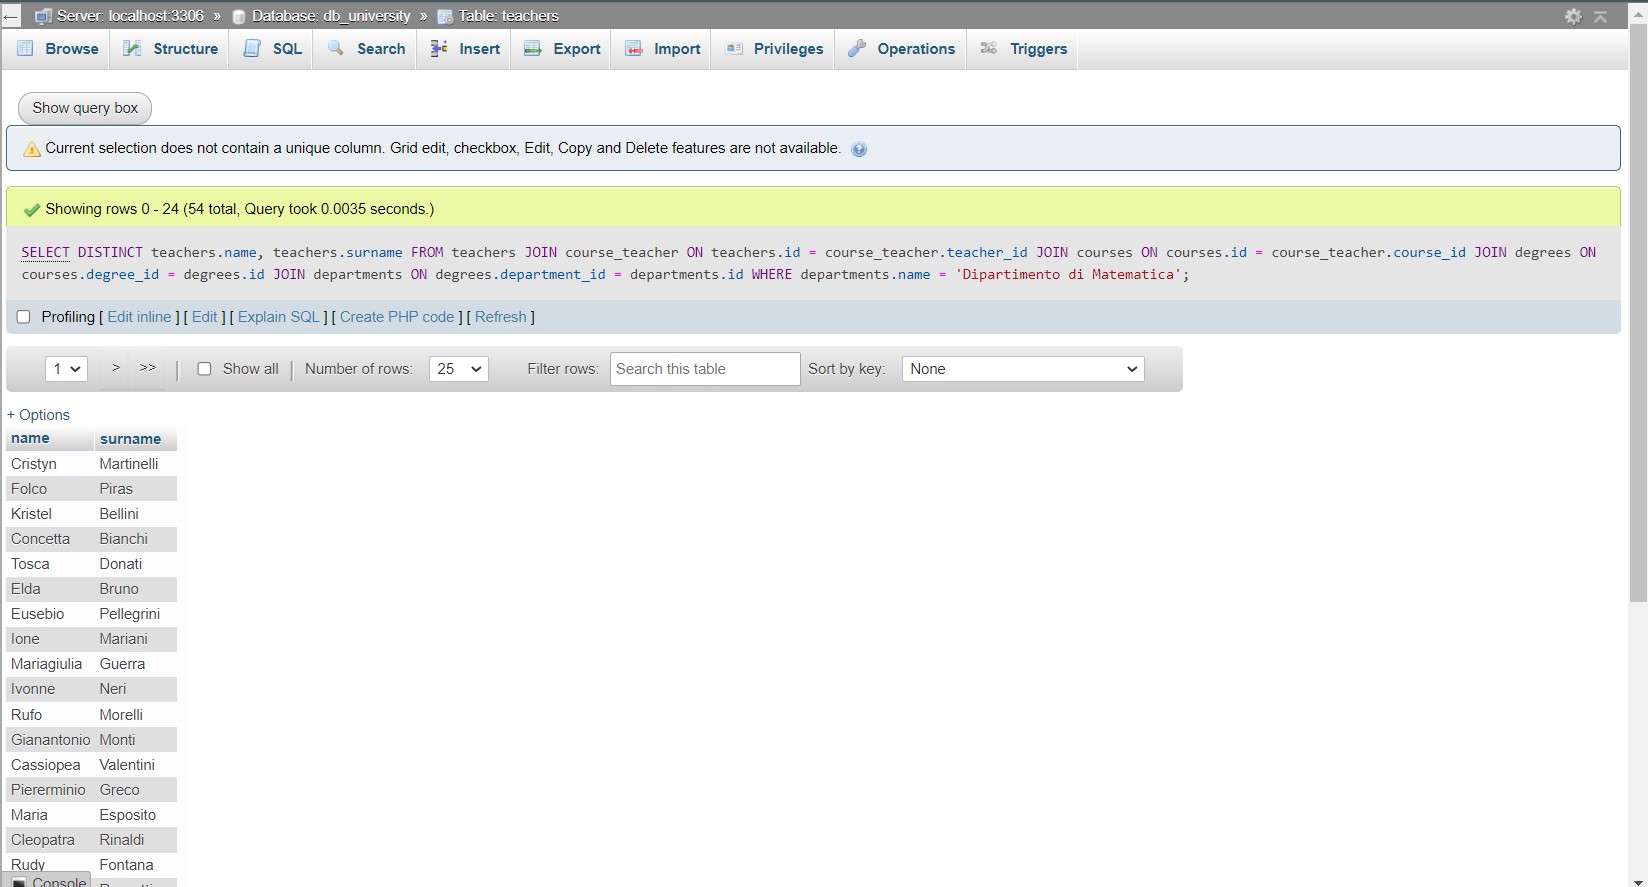 Server: localhost:3306 » Database: db_university » Table: teachers
Browse Structure SQL Search Insert Export Import Privileges Operations Triggers
Show query box
Current selection does not contain a unique column. Grid edit, checkbox, Edit, Copy and Delete features are not available.
Showing rows 0 - 24 (54 total, Query took 0.0035 seconds.)
SELECT DISTINCT teachers.name, teachers.surname FROM teachers JOIN course_teacher ON teachers.id = course_teacher.teacher_id JOIN courses ON courses.id = course_teacher.course_id JOIN degrees ON
courses.degree_id = degrees.id JOIN departments ON degrees.department_id = departments.id WHERE departments.name = 'Dipartimento di Matematica';
Profiling [ Edit inline ] [ Edit ] [ Explain SQL ] [ Create PHP code ] [ Refresh ]
1 > >> | Show all | Number of rows: 25 Filter rows: Search this table Sort by key: None
+ Options
name surname
Cristyn Martinelli
Folco Piras
Kristel Bellini
Concetta Bianchi
Tosca Donati
Elda Bruno
Eusebio Pellegrini
Ione Mariani
Mariagiulia Guerra
Ivonne Neri
Rufo Morelli
Gianantonio Monti
Cassiopea Valentini
Piererminio Greco
Maria Esposito
Cleopatra Rinaldi
Rudy Fontana
Console